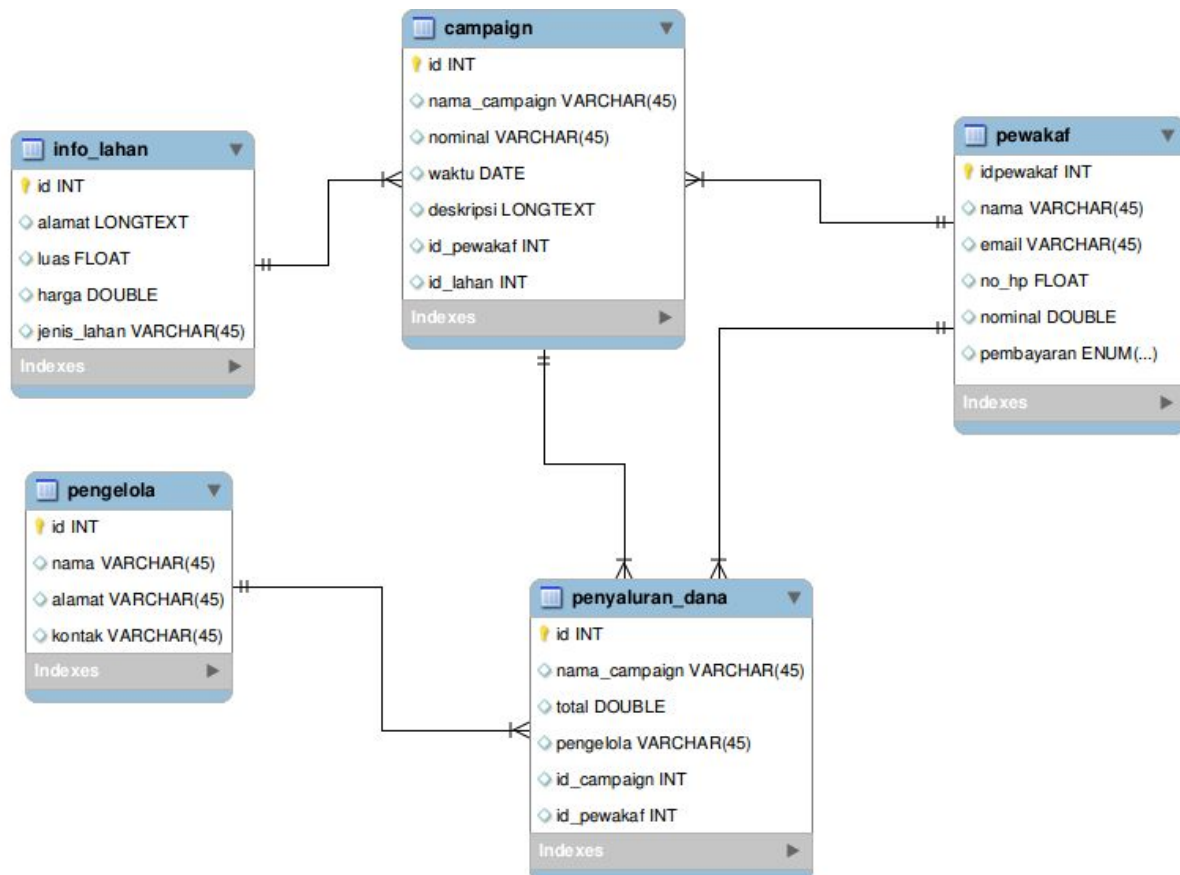 campaign
id INT
nama_campaign VARCHAR(45)
nominal VARCHAR(45)
waktu DATE
deskripsi LONGTEXT
id_pewakaf INT
id_lahan INT
Indexes
info_lahan
id INT
alamat LONGTEXT
luas FLOAT
harga DOUBLE
jenis_lahan VARCHAR(45)
Indexes
pewakaf
idpewakaf INT
nama VARCHAR(45)
email VARCHAR(45)
no_hp FLOAT
nominal DOUBLE
pembayaran ENUM(...)
Indexes
pengelola
id INT
nama VARCHAR(45)
alamat VARCHAR(45)
kontak VARCHAR(45)
Indexes
penyaluran_dana
id INT
nama_campaign VARCHAR(45)
total DOUBLE
pengelola VARCHAR(45)
id_campaign INT
id_pewakaf INT
Indexes